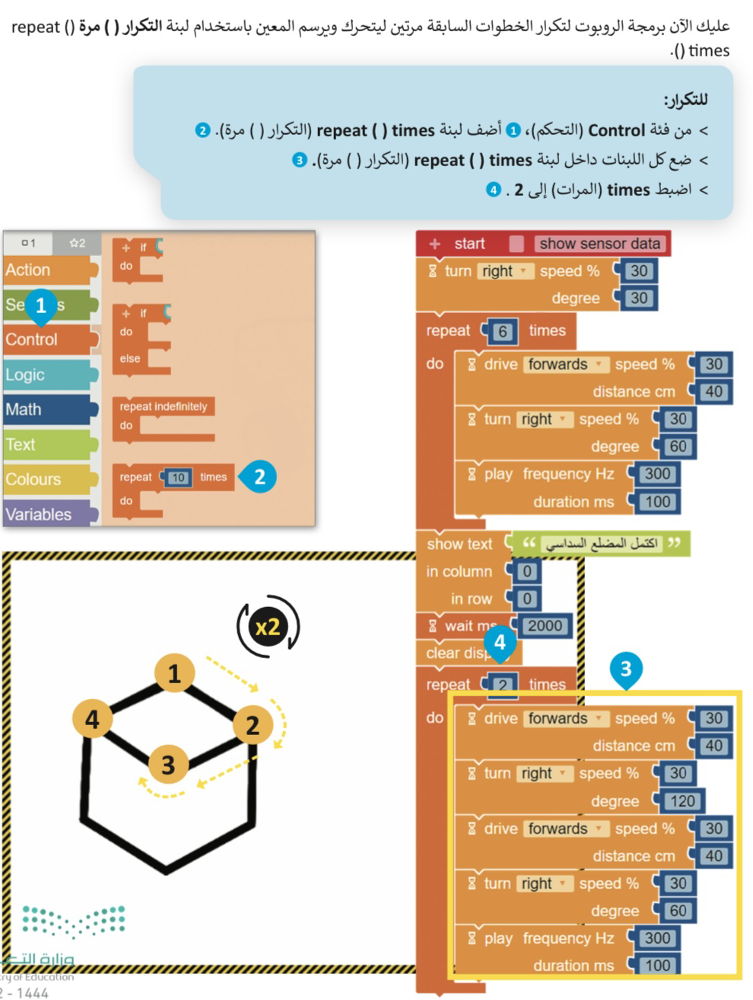 عليك الآن برمجة الروبوت لتكرار الخطوات السابقة مرتين ليتحرك ويرسم المعين باستخدام لبنة التكرار ( ) مرة repeat ()
times ().
للتكرار:
> من فئة Control (التحكم)، 1 أضف لبنة repeat ( ) times (التكرار ( ) مرة). 2
> ضع كل اللبنات داخل لبنة repeat ( ) times (التكرار ( ) مرة). 3
> اضبط times (المرات) إلى 2 . 4
1 2
Action
Control
Logic
Math
Text
Colours
Variables
1
+ if
do
+ if
do
else
repeat indefinitely
do
repeat 10 times
do
2
+ start show sensor data
turn right speed % 30
degree 30
repeat 6 times
do drive forwards speed % 30
distance cm 40
turn right speed % 30
degree 60
play frequency Hz 300
duration ms 100
show text “ اكتمل المضلع السداسي ”
in column 0
in row 0
wait ms 2000
clear display
4
repeat 2 times
3
do drive forwards speed % 30
distance cm 40
turn right speed % 30
degree 120
drive forwards speed % 30
distance cm 40
turn right speed % 30
degree 60
play frequency Hz 300
duration ms 100
x2
1
4
2
3
وزارة
of Education
2 - 1444